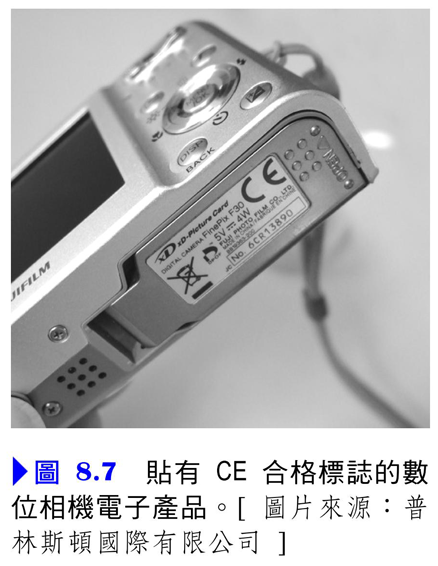 DISP
BACK
xD xD-Picture Card
DIGITAL CAMERA FinePix F30
5V 4W
FUJI PHOTO FILM CO., LTD.
No. 6CR13890
CE
JIFILM
▶圖 8.7 貼有 CE 合格標誌的數
位相機電子產品。[ 圖片來源：普
林斯頓國際有限公司 ]